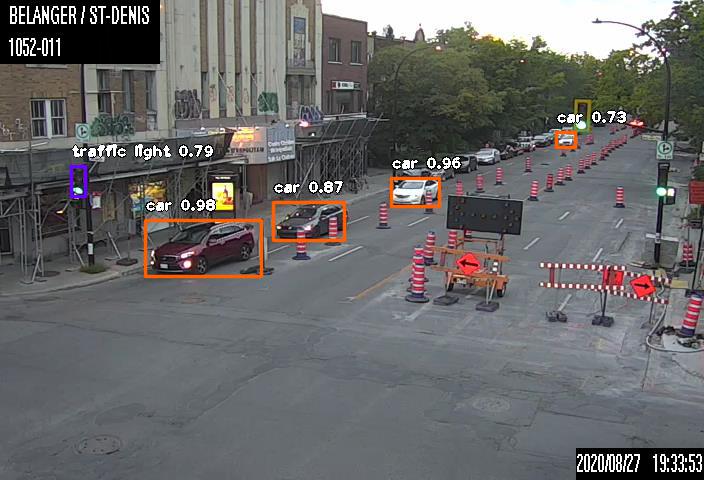 BELANGER / ST-DENIS
1052-011
car 0.73
traffic light 0.79
car 0.96
car 0.87
car 0.98
2020/08/27 19:33:53